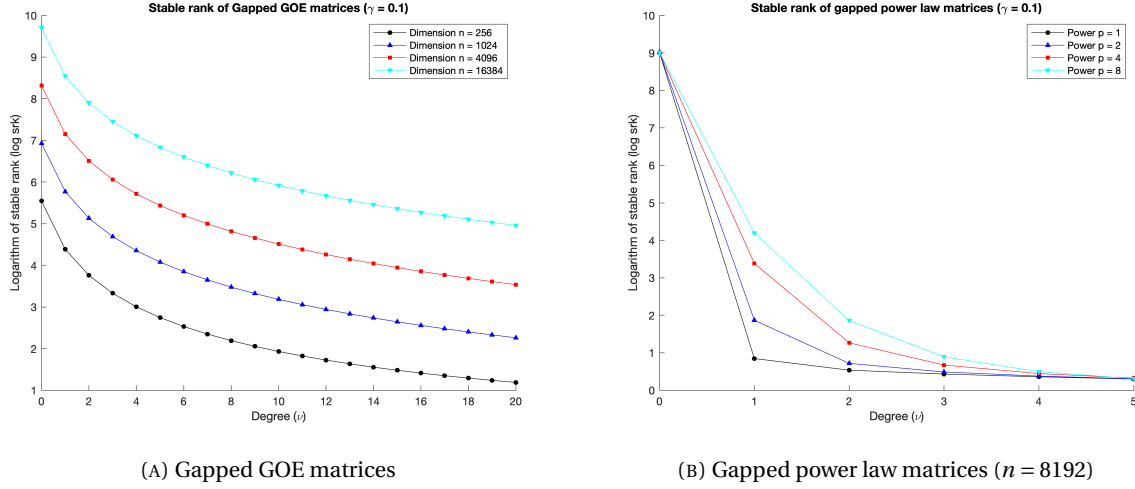 Stable rank of Gapped GOE matrices (γ = 0.1)
Logarithm of stable rank (log srk)
10
9
8
7
6
5
4
3
2
1
Dimension n = 256
Dimension n = 1024
Dimension n = 4096
Dimension n = 16384
0 2 4 6 8 10 12 14 16 18 20
Degree (ν)
(A) Gapped GOE matrices
Stable rank of gapped power law matrices (γ = 0.1)
Logarithm of stable rank (log srk)
10
9
8
7
6
5
4
3
2
1
0
Power p = 1
Power p = 2
Power p = 4
Power p = 8
0 1 2 3 4 5
Degree (ν)
(B) Gapped power law matrices (n = 8192)